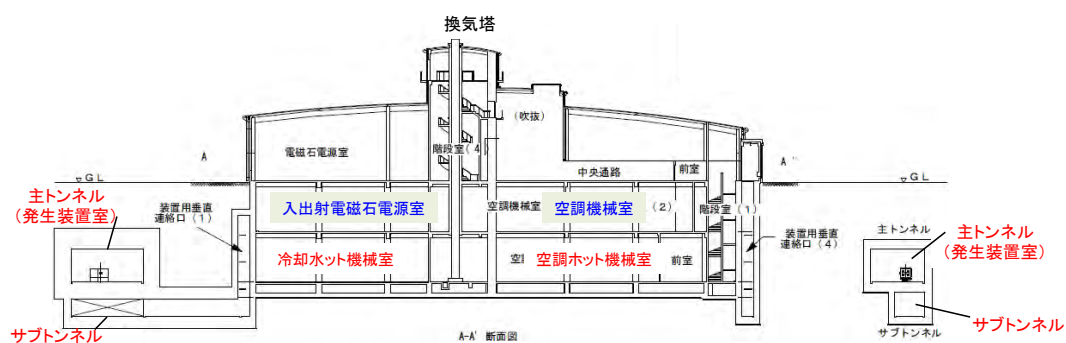 換気塔
(吹抜)
電磁石電源室
階段室(4)
中央通路
前室
A
A'
GL
GL
主トンネル
(発生装置室)
装置用垂直
連絡口(1)
入出射電磁石電源室
空調機械室
空調機械室
(2)
階段室(1)
装置用垂直
連絡口(4)
主トンネル
主トンネル
(発生装置室)
冷却水ット機械室
空調ホット機械室
前室
サブトンネル
サブトンネル
サブトンネル
A-A' 断面図